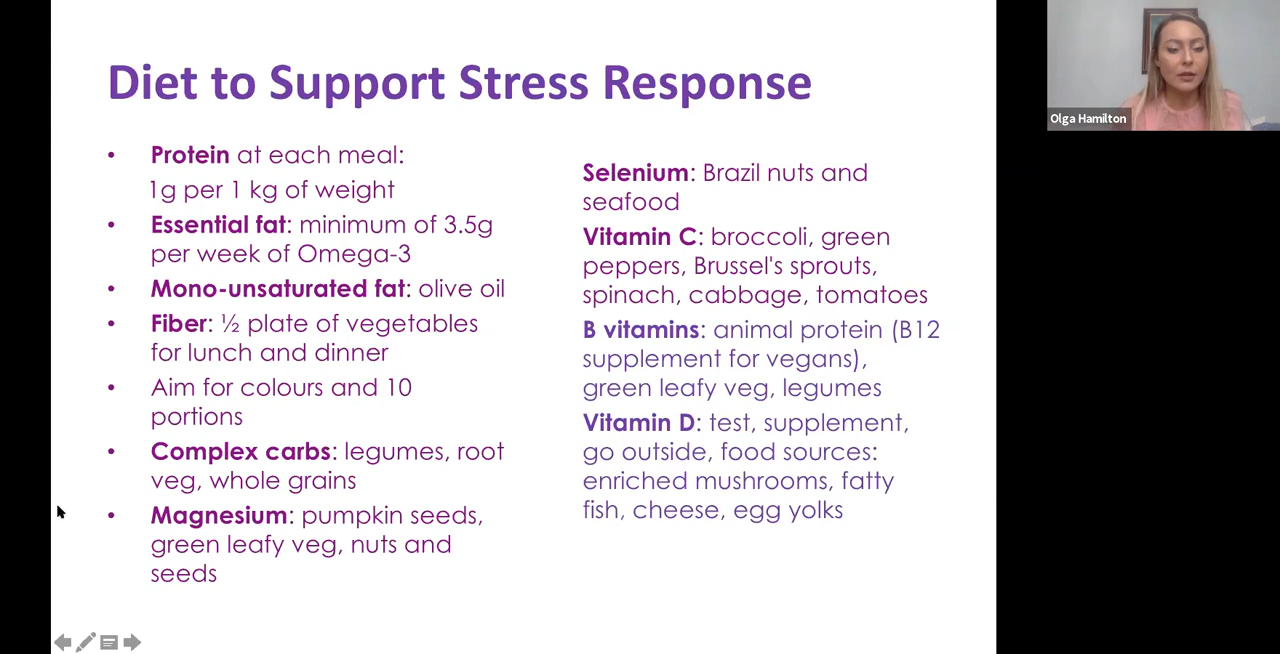 Diet to Support Stress Response
• Protein at each meal:
1g per 1 kg of weight
• Essential fat: minimum of 3.5g
per week of Omega-3
• Mono-unsaturated fat: olive oil
• Fiber: ½ plate of vegetables
for lunch and dinner
• Aim for colours and 10
portions
• Complex carbs: legumes, root
veg, whole grains
• Magnesium: pumpkin seeds,
green leafy veg, nuts and
seeds
Selenium: Brazil nuts and
seafood
Vitamin C: broccoli, green
peppers, Brussel's sprouts,
spinach, cabbage, tomatoes
B vitamins: animal protein (B12
supplement for vegans),
green leafy veg, legumes
Vitamin D: test, supplement,
go outside, food sources:
enriched mushrooms, fatty
fish, cheese, egg yolks
Olga Hamilton